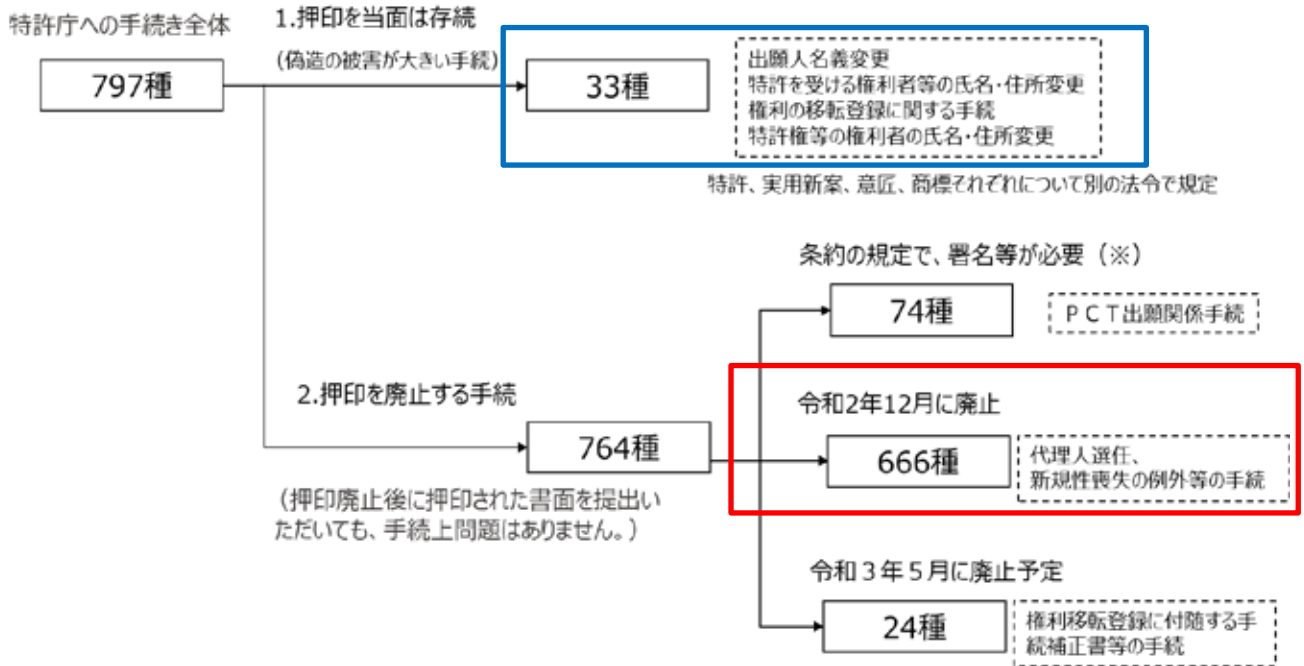 特許庁への手続き全体
797種
1.押印を当面は存続
(偽造の被害が大きい手続)
33種
出願人名義変更
特許を受ける権利者等の氏名・住所変更
権利の移転登録に関する手続
特許権等の権利者の氏名・住所変更
特許、実用新案、意匠、商標それぞれについて別の法令で規定
条約の規定で、署名等が必要（※）
74種
ＰＣＴ出願関係手続
2.押印を廃止する手続
764種
（押印廃止後に押印された書面を提出い
ただいても、手続上問題はありません。）
令和2年12月に廃止
666種
代理人選任、
新規性喪失の例外等の手続
令和３年５月に廃止予定
24種
権利移転登録に付随する手
続補正書等の手続